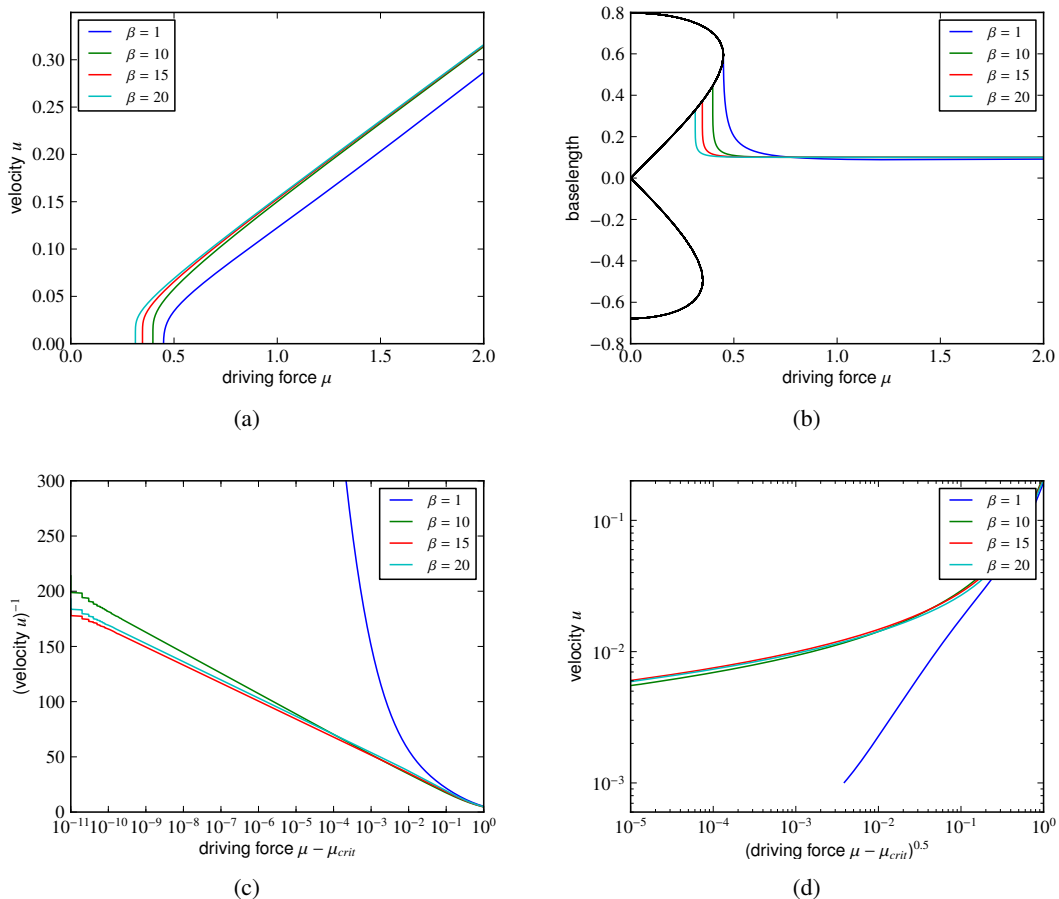 β = 1
β = 10
β = 15
β = 20
0.30
0.25
0.20
0.15
0.10
0.05
0.00
velocity u
0.0 0.5 1.0 1.5 2.0
driving force μ
(a)
β = 1
β = 10
β = 15
β = 20
0.8
0.6
0.4
0.2
0.0
−0.2
−0.4
−0.6
−0.8
baselength
0.0 0.5 1.0 1.5 2.0
driving force μ
(b)
β = 1
β = 10
β = 15
β = 20
300
250
200
150
100
50
0
(velocity u)⁻¹
10⁻¹¹ 10⁻¹⁰ 10⁻⁹ 10⁻⁸ 10⁻⁷ 10⁻⁶ 10⁻⁵ 10⁻⁴ 10⁻³ 10⁻² 10⁻¹ 10⁰
driving force μ − μcrit
(c)
β = 1
β = 10
β = 15
β = 20
10⁻¹
10⁻²
10⁻³
velocity u
10⁻⁵ 10⁻⁴ 10⁻³ 10⁻² 10⁻¹ 10⁰
(driving force μ − μcrit)⁰·⁵
(d)